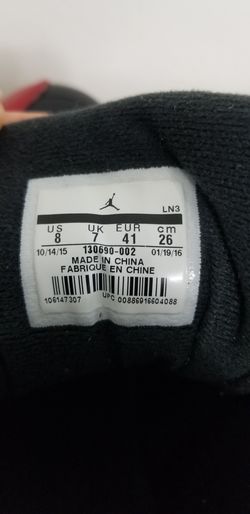 LN3
US UK EUR cm
8 7 41 26
10/14/15 130690-002 01/19/16
MADE IN CHINA
FABRIQUE EN CHINE
106147307 UPC 00886916604088